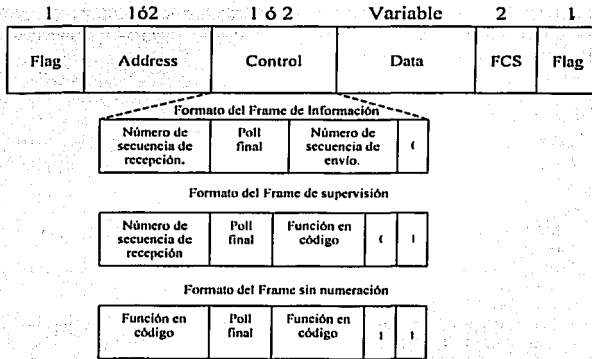 1 1ó2 1 ó 2 Variable 2 1
Flag Address Control Data FCS Flag
Formato del Frame de Información
Número de secuencia de recepción.
Poll final
Número de secuencia de envío.
Formato del Frame de supervisión
Número de secuencia de recepción
Poll final
Función en código
Formato del Frame sin numeración
Función en código
Poll final
Función en código